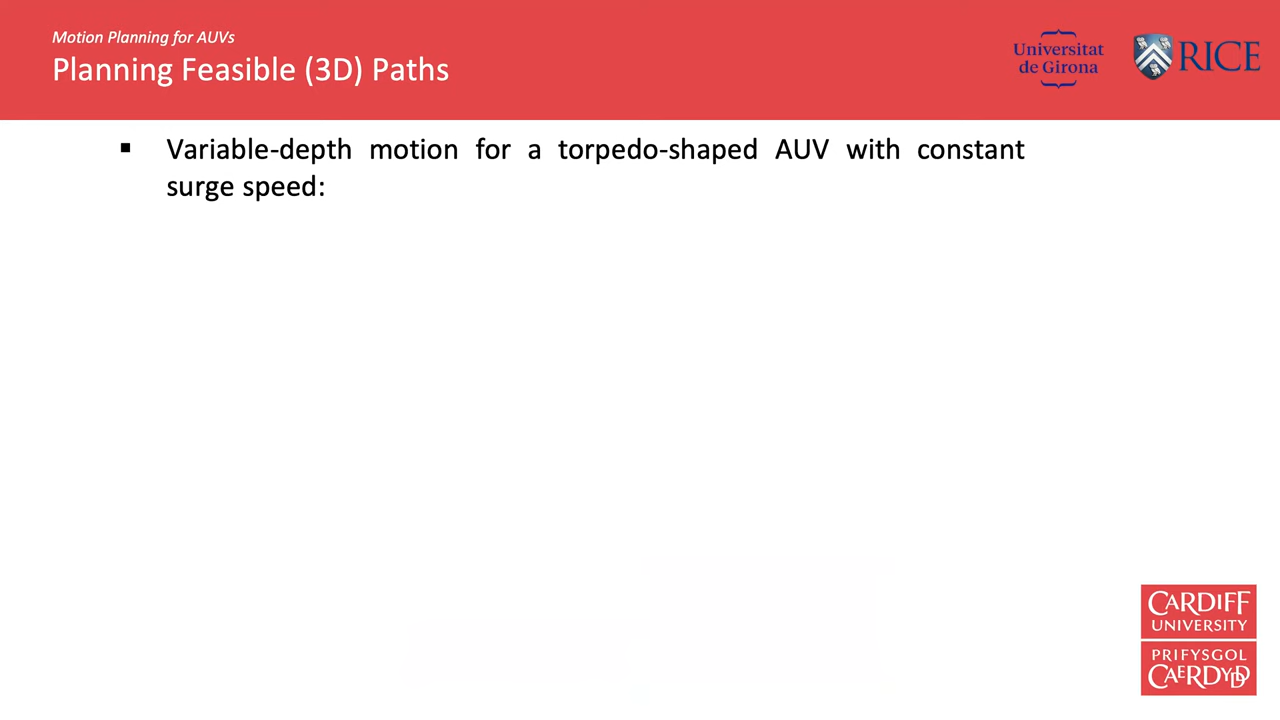 Motion Planning for AUVs
Planning Feasible (3D) Paths
Universitat
de Girona
RICE
▪ Variable-depth motion for a torpedo-shaped AUV with constant
surge speed:
CARDIFF
UNIVERSITY
PRIFYSGOL
CAERDYDD